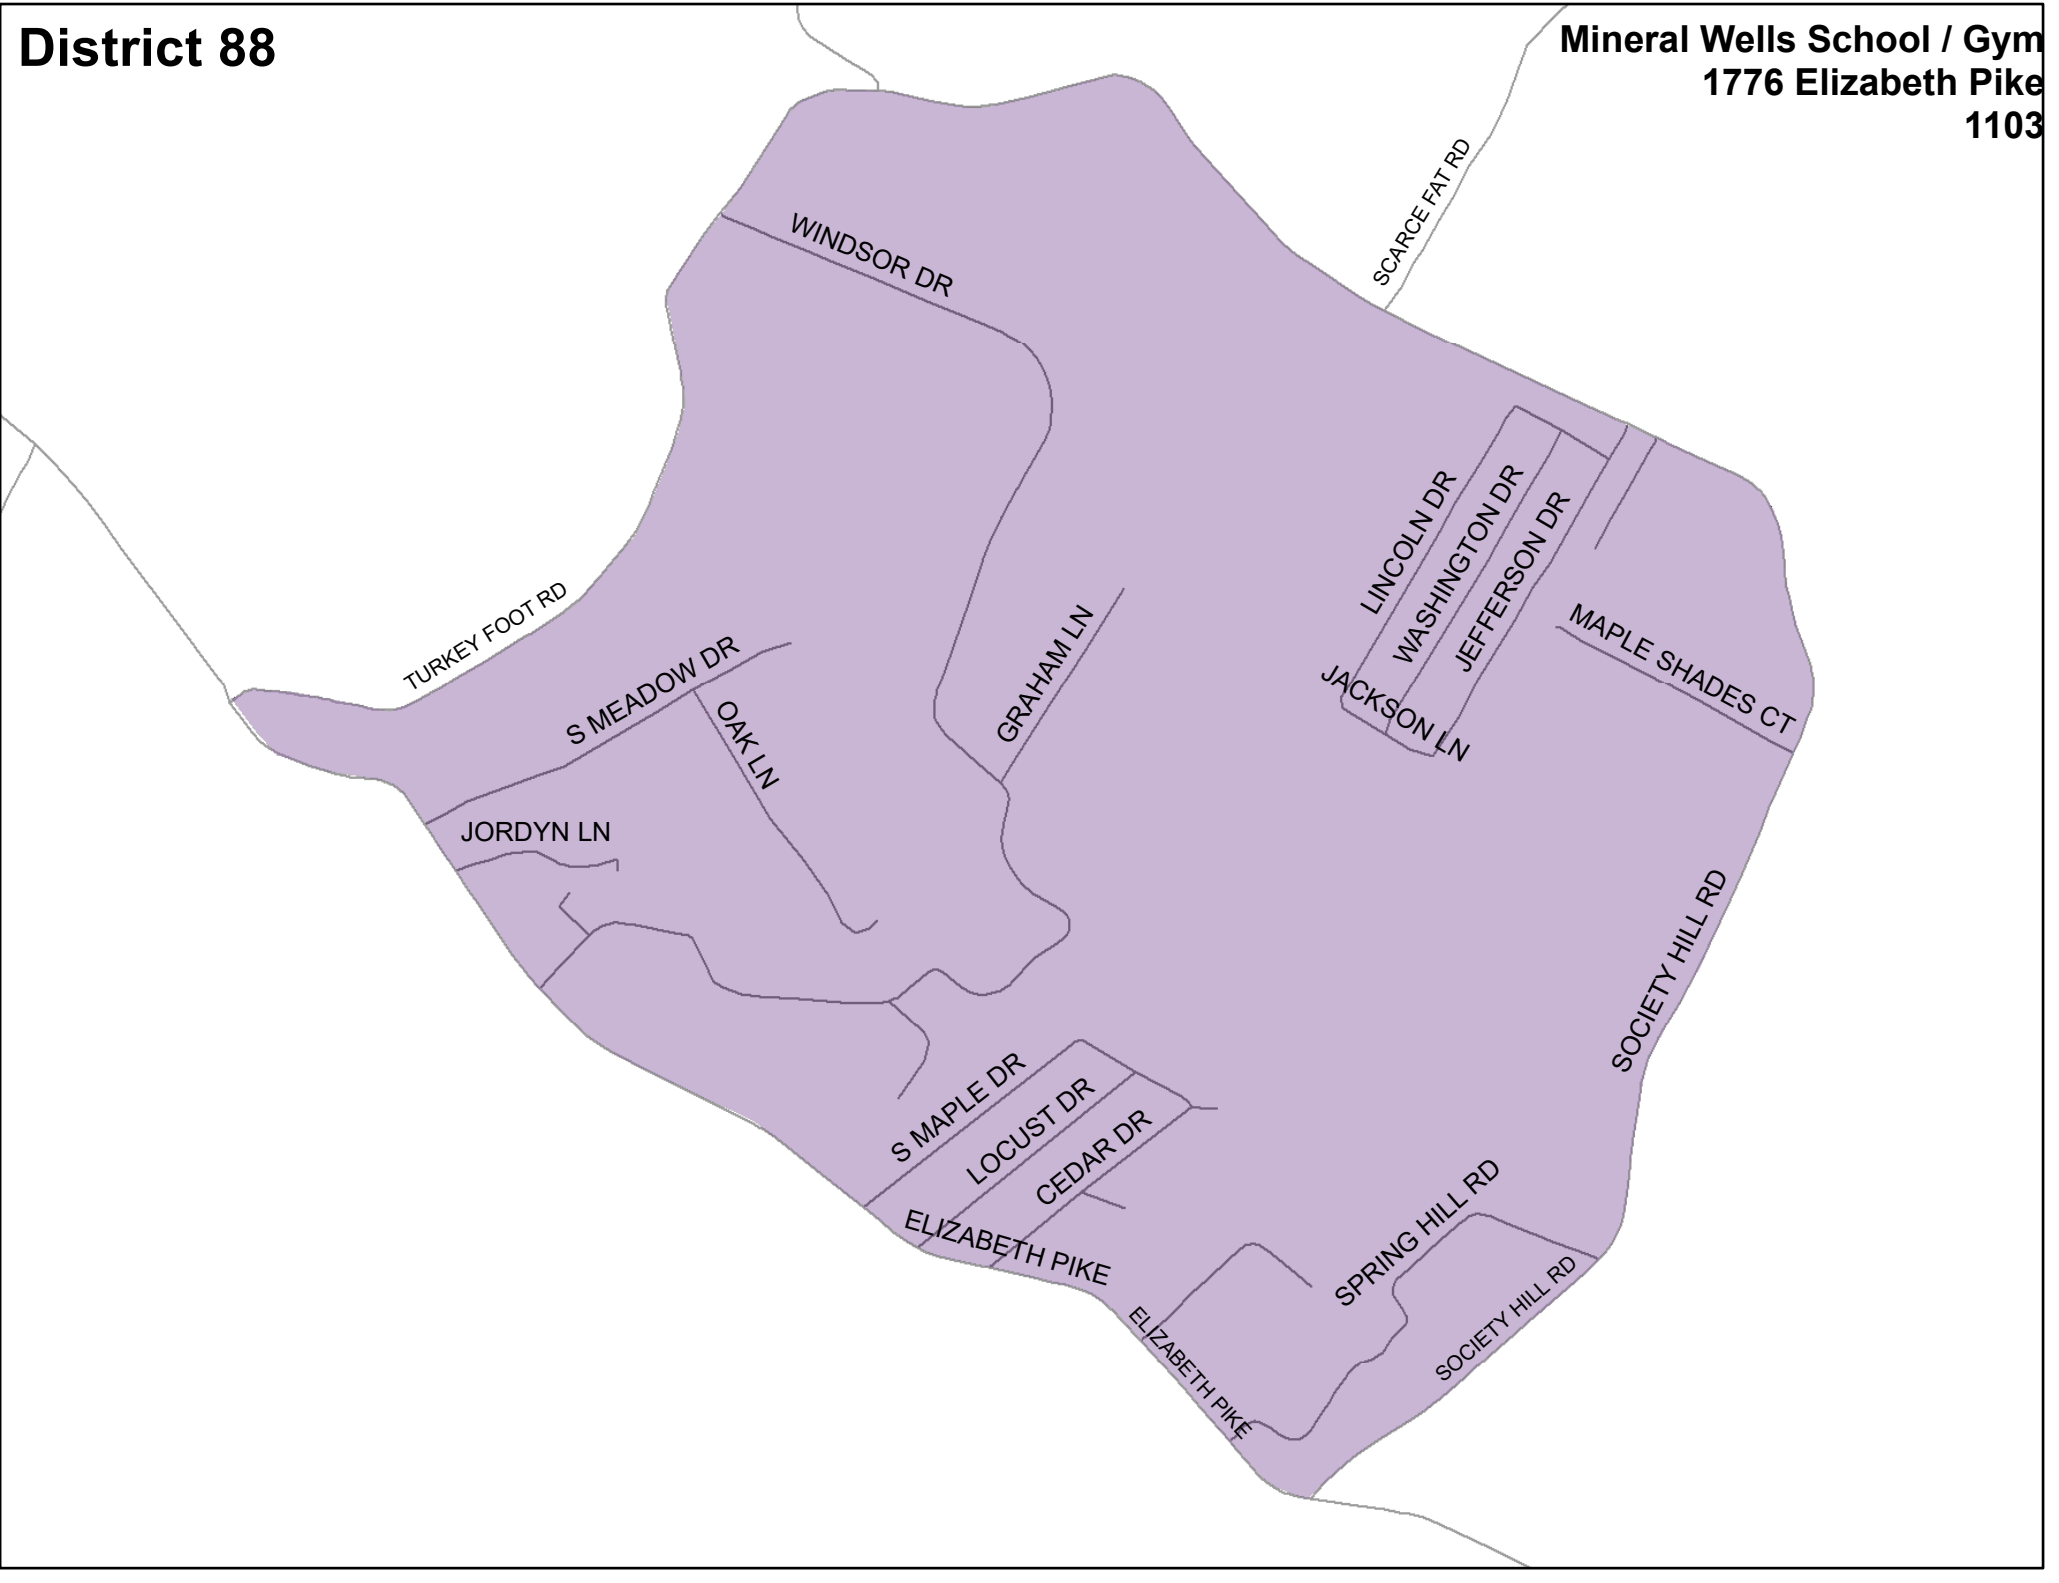 District 88
Mineral Wells School / Gym
1776 Elizabeth Pike
1103
SCARCE FAT RD
WINDSOR DR
LINCOLN DR
WASHINGTON DR
JEFFERSON DR
TURKEY FOOT RD
S MEADOW DR
GRAHAM LN
MAPLE SHADES CT
JACKSON LN
OAK LN
JORDYN LN
SOCIETY HILL RD
S MAPLE DR
LOCUST DR
CEDAR DR
ELIZABETH PIKE
SPRING HILL RD
SOCIETY HILL RD
ELIZABETH PIKE